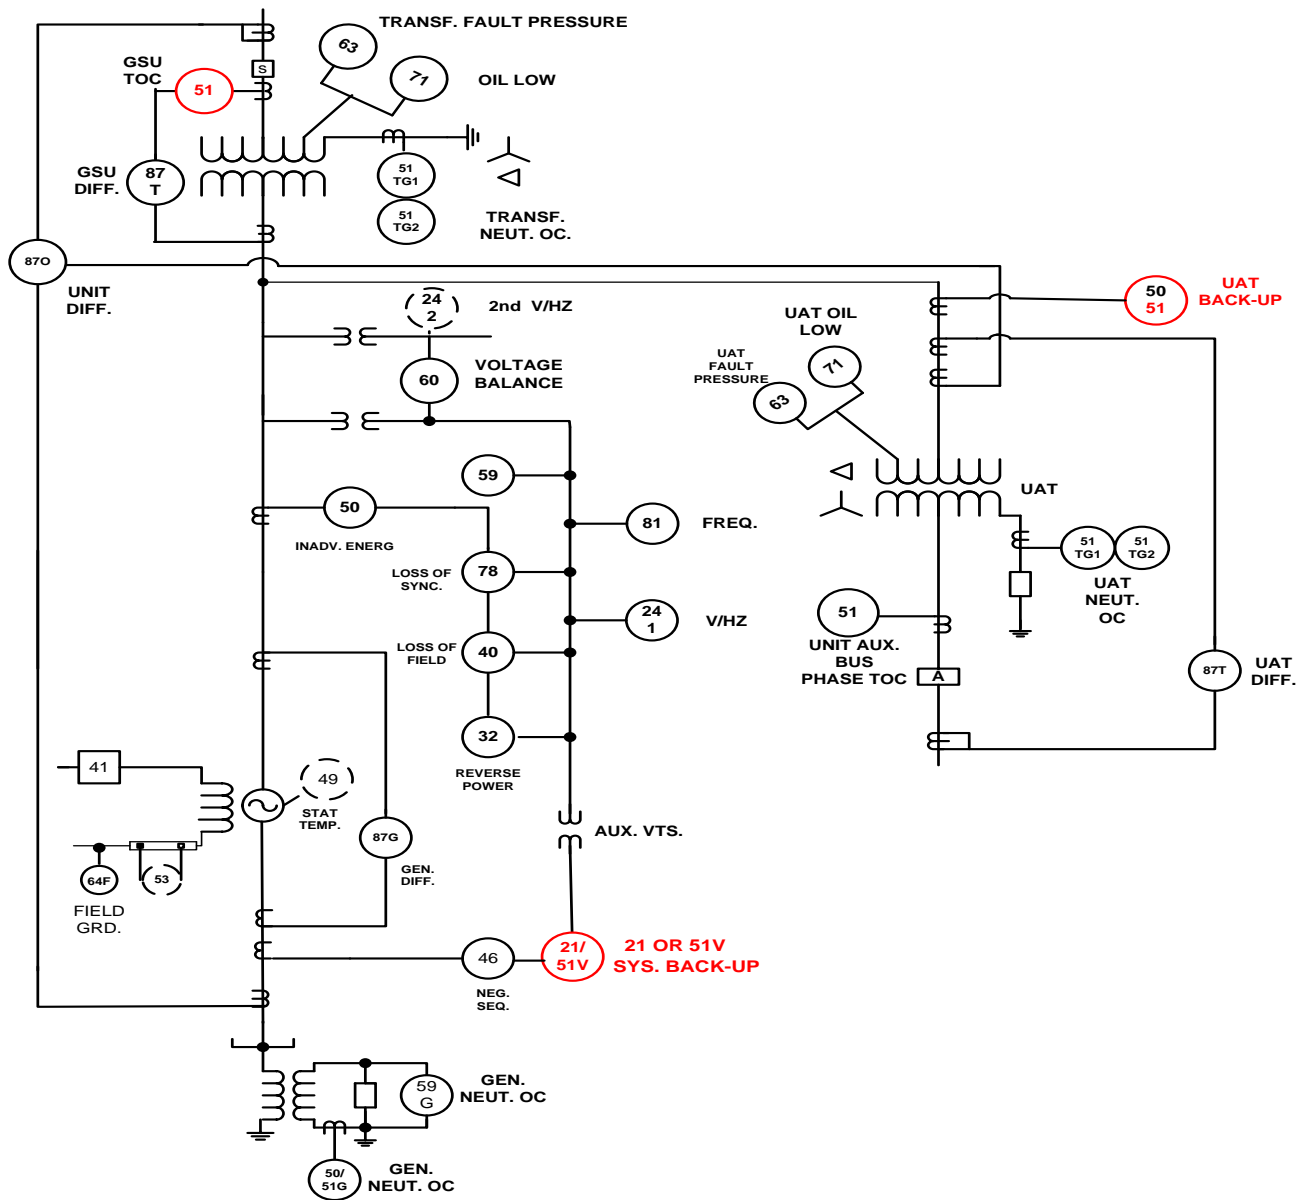 TRANSF. FAULT PRESSURE
63
71
OIL LOW
S
GSU
TOC
51
GSU
DIFF.
87
T
51
TG1
51
TG2
TRANSF.
NEUT. OC.
87O
UNIT
DIFF.
24
2
2nd V/HZ
60
VOLTAGE
BALANCE
50
51
UAT
BACK-UP
UAT OIL
LOW
71
UAT
FAULT
PRESSURE
63
UAT
59
50
INADV. ENERG
81
FREQ.
78
LOSS OF
SYNC.
24
1
V/HZ
LOSS OF
FIELD
40
32
REVERSE
POWER
51
TG1
51
TG2
UAT
NEUT.
OC
51
UNIT AUX.
BUS
PHASE TOC
A
87T
UAT
DIFF.
41
49
STAT
TEMP.
87G
GEN.
DIFF.
AUX. VTS.
64F
53
FIELD
GRD.
46
NEG.
SEQ.
21/
51V
21 OR 51V
SYS. BACK-UP
59
G
GEN.
NEUT. OC
50/
51G
GEN.
NEUT. OC